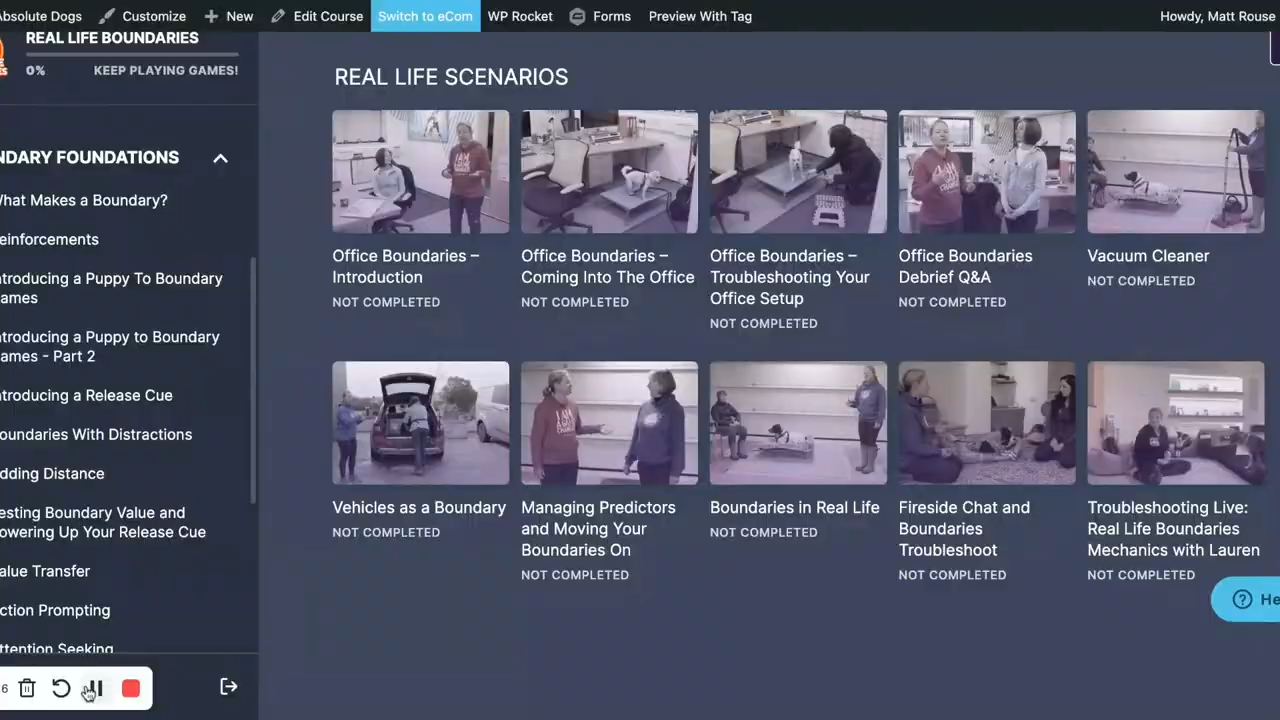 Absolute Dogs Customize New Edit Course Switch to eCom WP Rocket Forms Preview With Tag Howdy, Matt Rouse
REAL LIFE BOUNDARIES
0% KEEP PLAYING GAMES!
NDARY FOUNDATIONS
What Makes a Boundary?
einforcements
ntroducing a Puppy To Boundary
ames
ntroducing a Puppy to Boundary
ames - Part 2
ntroducing a Release Cue
oundaries With Distractions
dding Distance
esting Boundary Value and
owering Up Your Release Cue
alue Transfer
ction Prompting
ttention Seeking
6
REAL LIFE SCENARIOS
Office Boundaries –
Introduction
NOT COMPLETED
Office Boundaries –
Coming Into The Office
NOT COMPLETED
Office Boundaries –
Troubleshooting Your
Office Setup
NOT COMPLETED
Office Boundaries
Debrief Q&A
NOT COMPLETED
Vacuum Cleaner
NOT COMPLETED
Vehicles as a Boundary
NOT COMPLETED
Managing Predictors
and Moving Your
Boundaries On
NOT COMPLETED
Boundaries in Real Life
NOT COMPLETED
Fireside Chat and
Boundaries
Troubleshoot
NOT COMPLETED
Troubleshooting Live:
Real Life Boundaries
Mechanics with Lauren
NOT COMPLETED
He